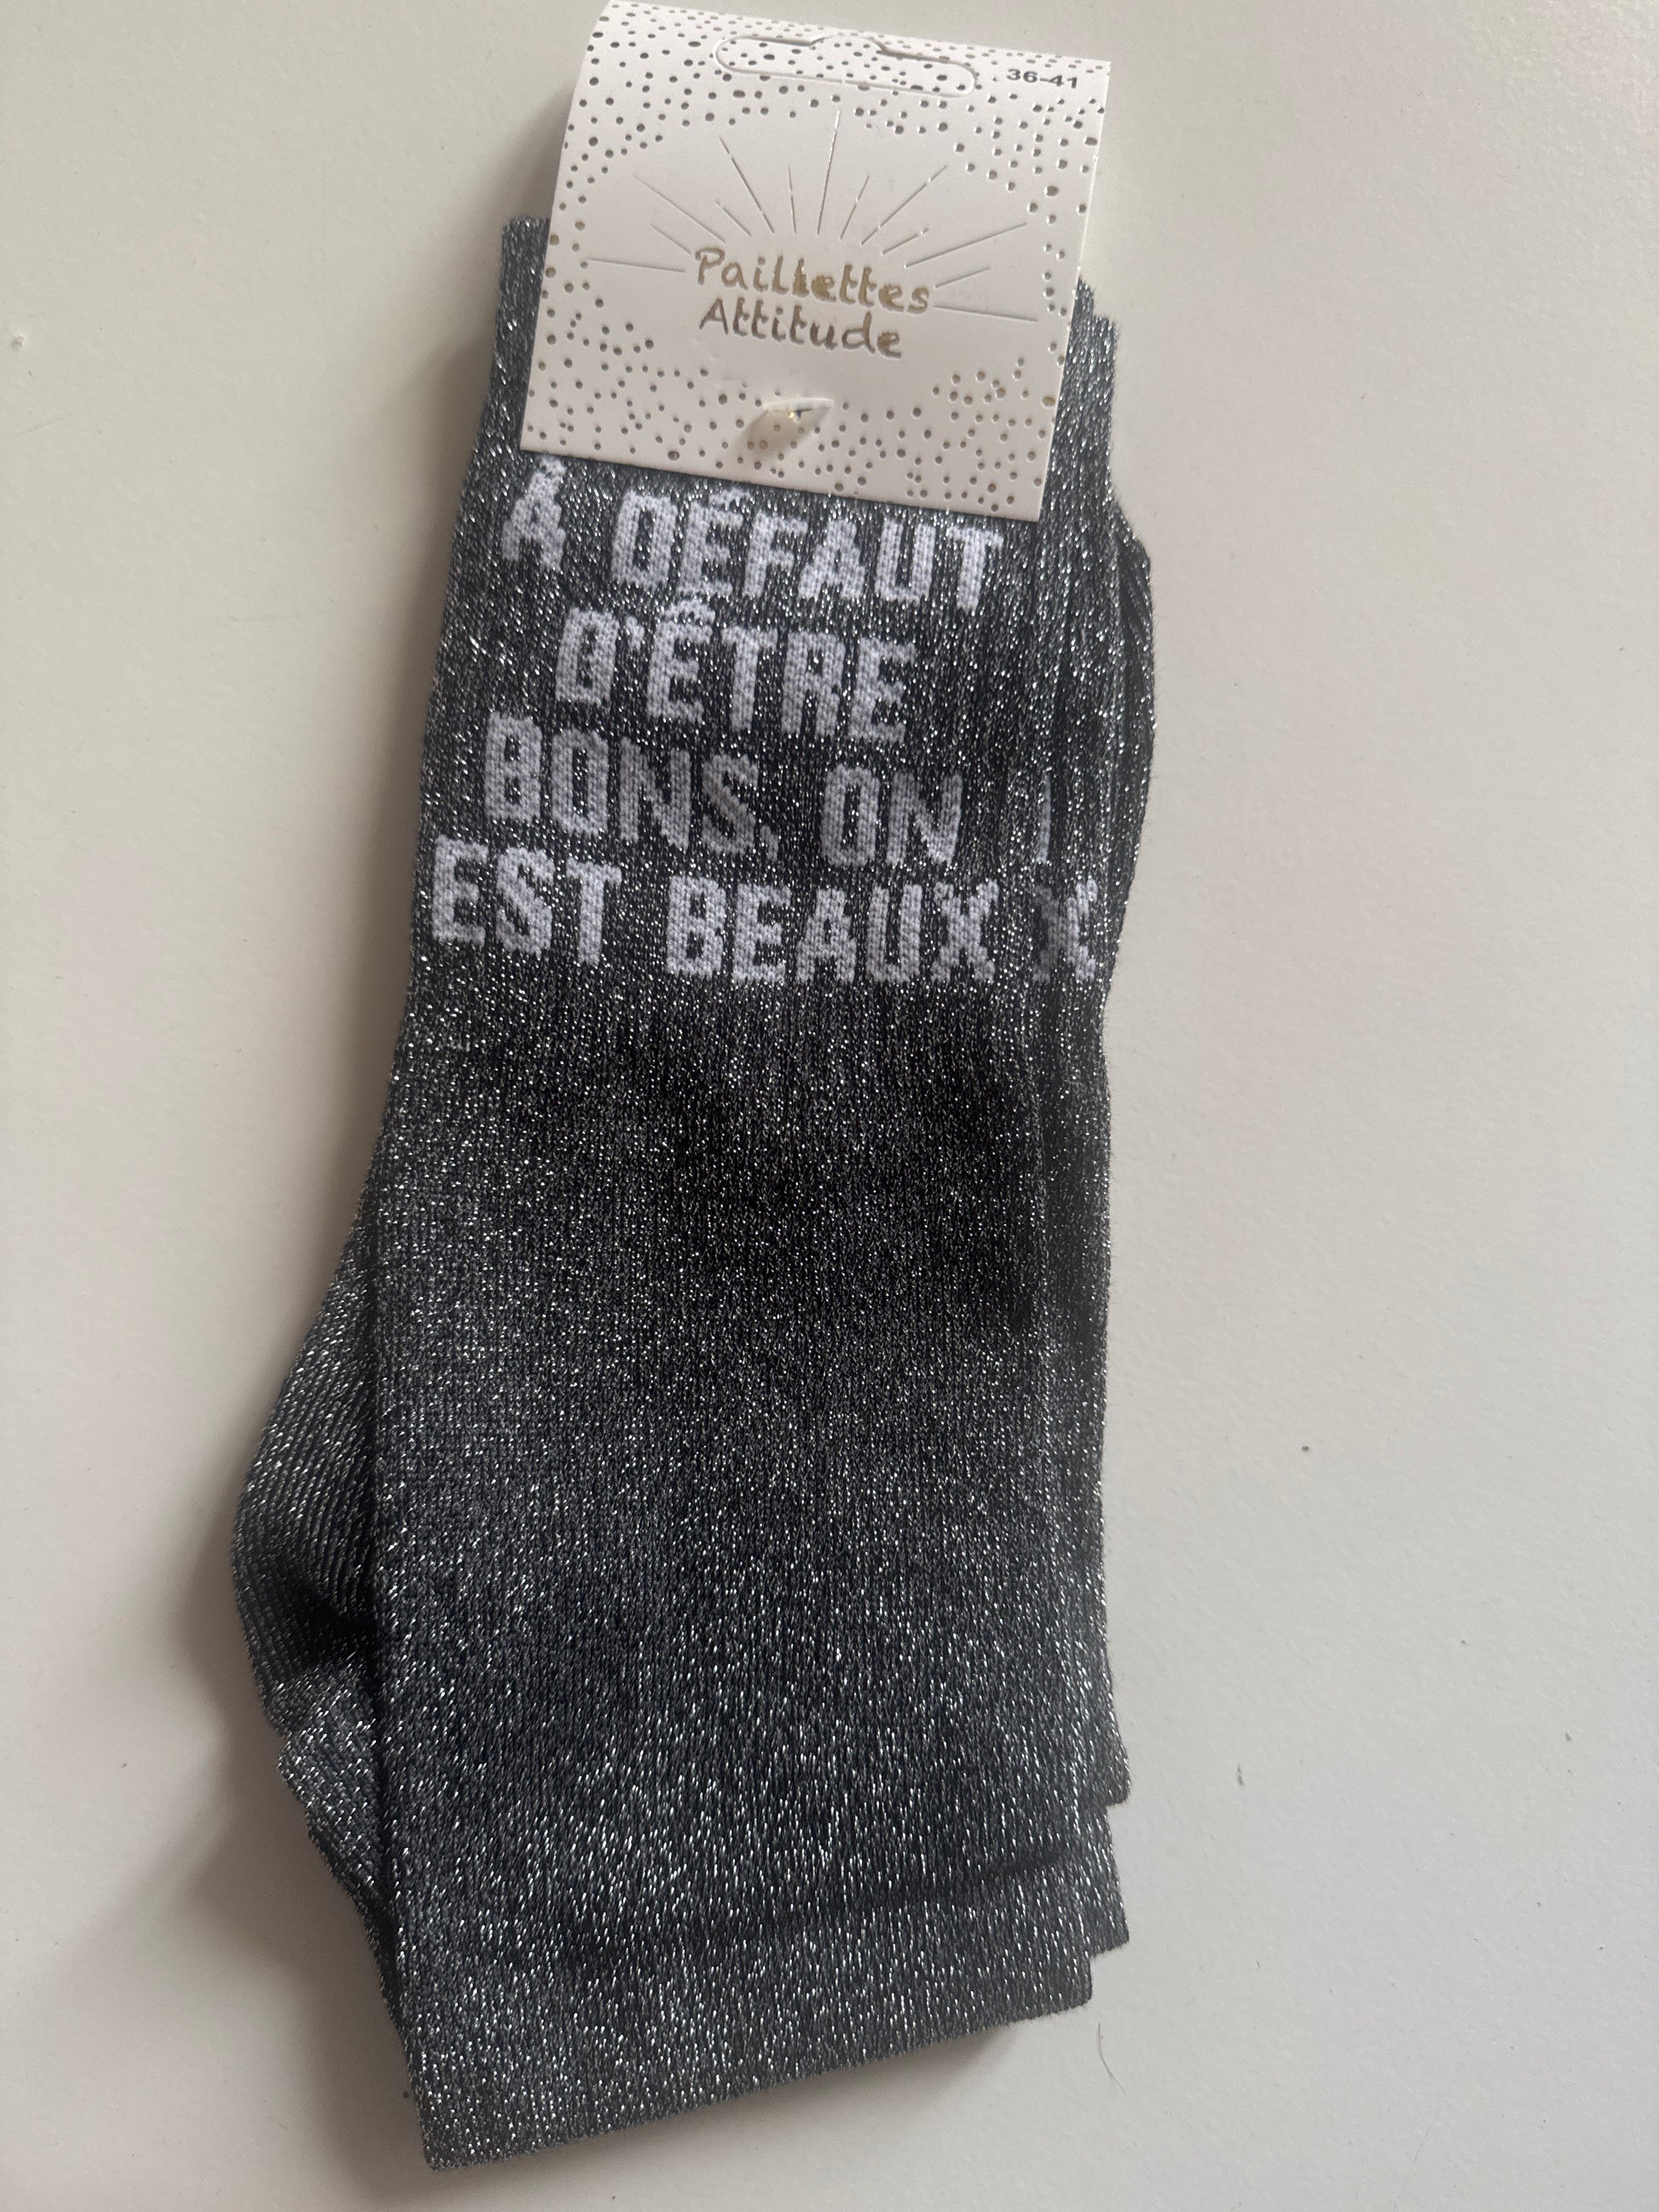 36-41
Paillettes
Attitude
À DÉFAUT
D'ÊTRE
BONS, ON
EST BEAUX X